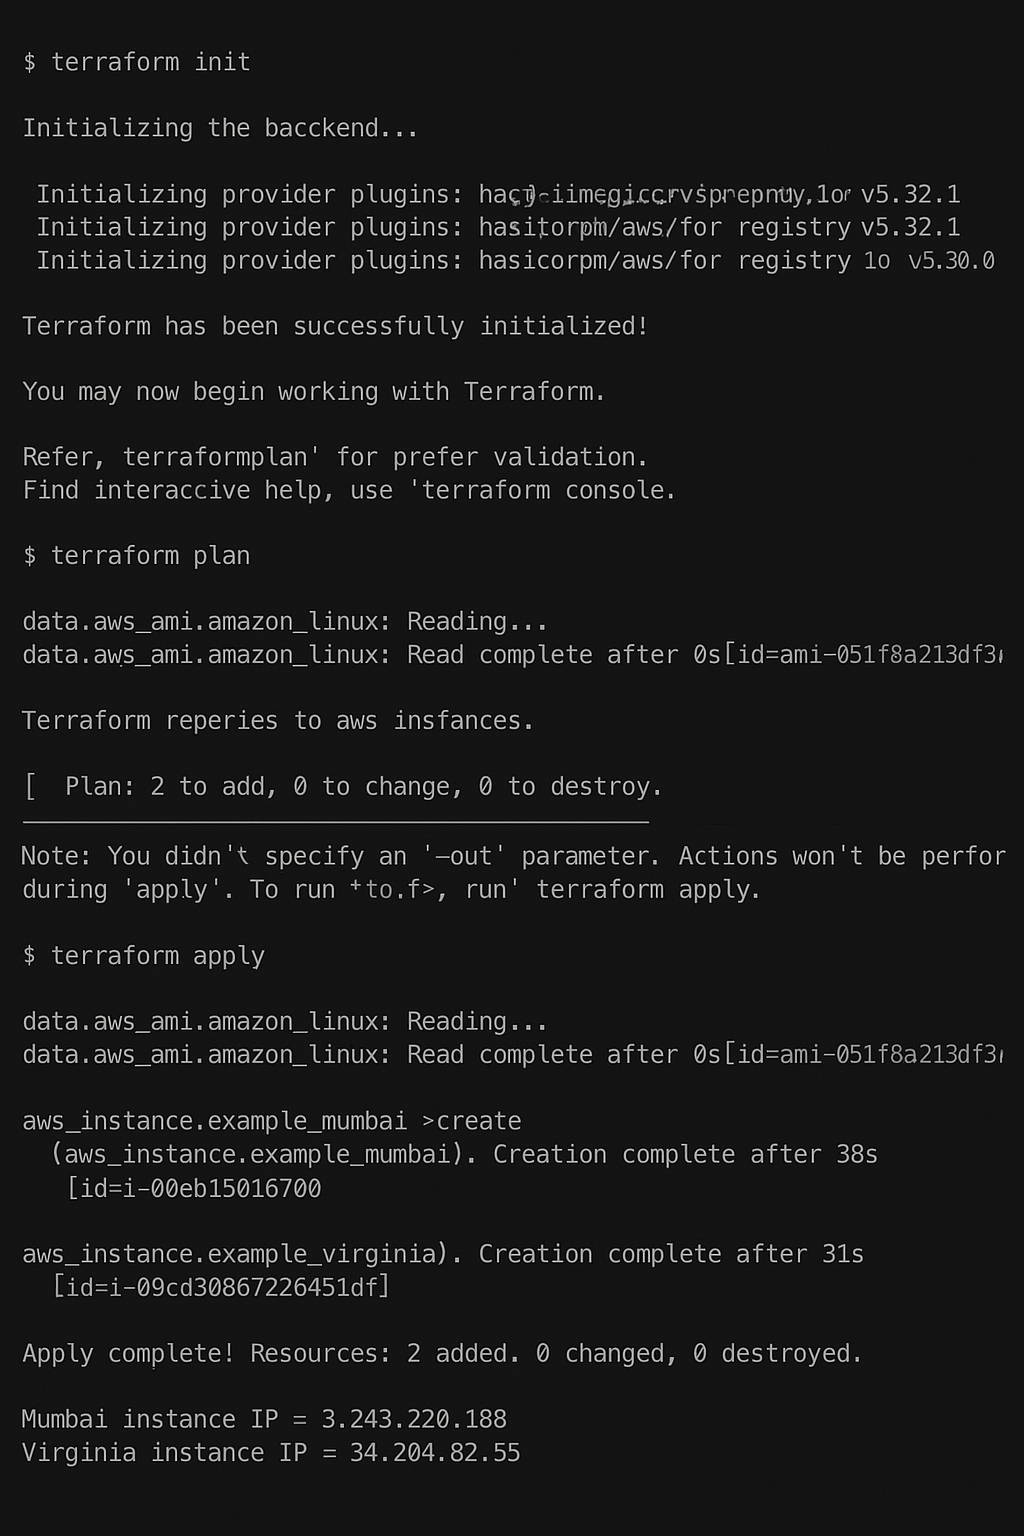 $ terraform init
Initializing the bacckend...
Initializing provider plugins: v5.32.1
Initializing provider plugins: hasitorpm/aws/for registry v5.32.1
Initializing provider plugins: hasicorpm/aws/for registry 1o v5.30.0
Terraform has been successfully initialized!
You may now begin working with Terraform.
Refer, terraformplan' for prefer validation.
Find interaccive help, use 'terraform console.
$ terraform plan
data.aws_ami.amazon_linux: Reading...
data.aws_ami.amazon_linux: Read complete after 0s[id=ami-051f8a213df3
Terraform reperies to aws insfances.
[ Plan: 2 to add, 0 to change, 0 to destroy.
Note: You didn't specify an '—out' parameter. Actions won't be perfor
during 'apply'. To run *to.f>, run' terraform apply.
$ terraform apply
data.aws_ami.amazon_linux: Reading...
data.aws_ami.amazon_linux: Read complete after 0s[id=ami-051f8a213df3
aws_instance.example_mumbai >create
(aws_instance.example_mumbai). Creation complete after 38s
[id=i-00eb15016700
aws_instance.example_virginia). Creation complete after 31s
[id=i-09cd30867226451df]
Apply complete! Resources: 2 added. 0 changed, 0 destroyed.
Mumbai instance IP = 3.243.220.188
Virginia instance IP = 34.204.82.55